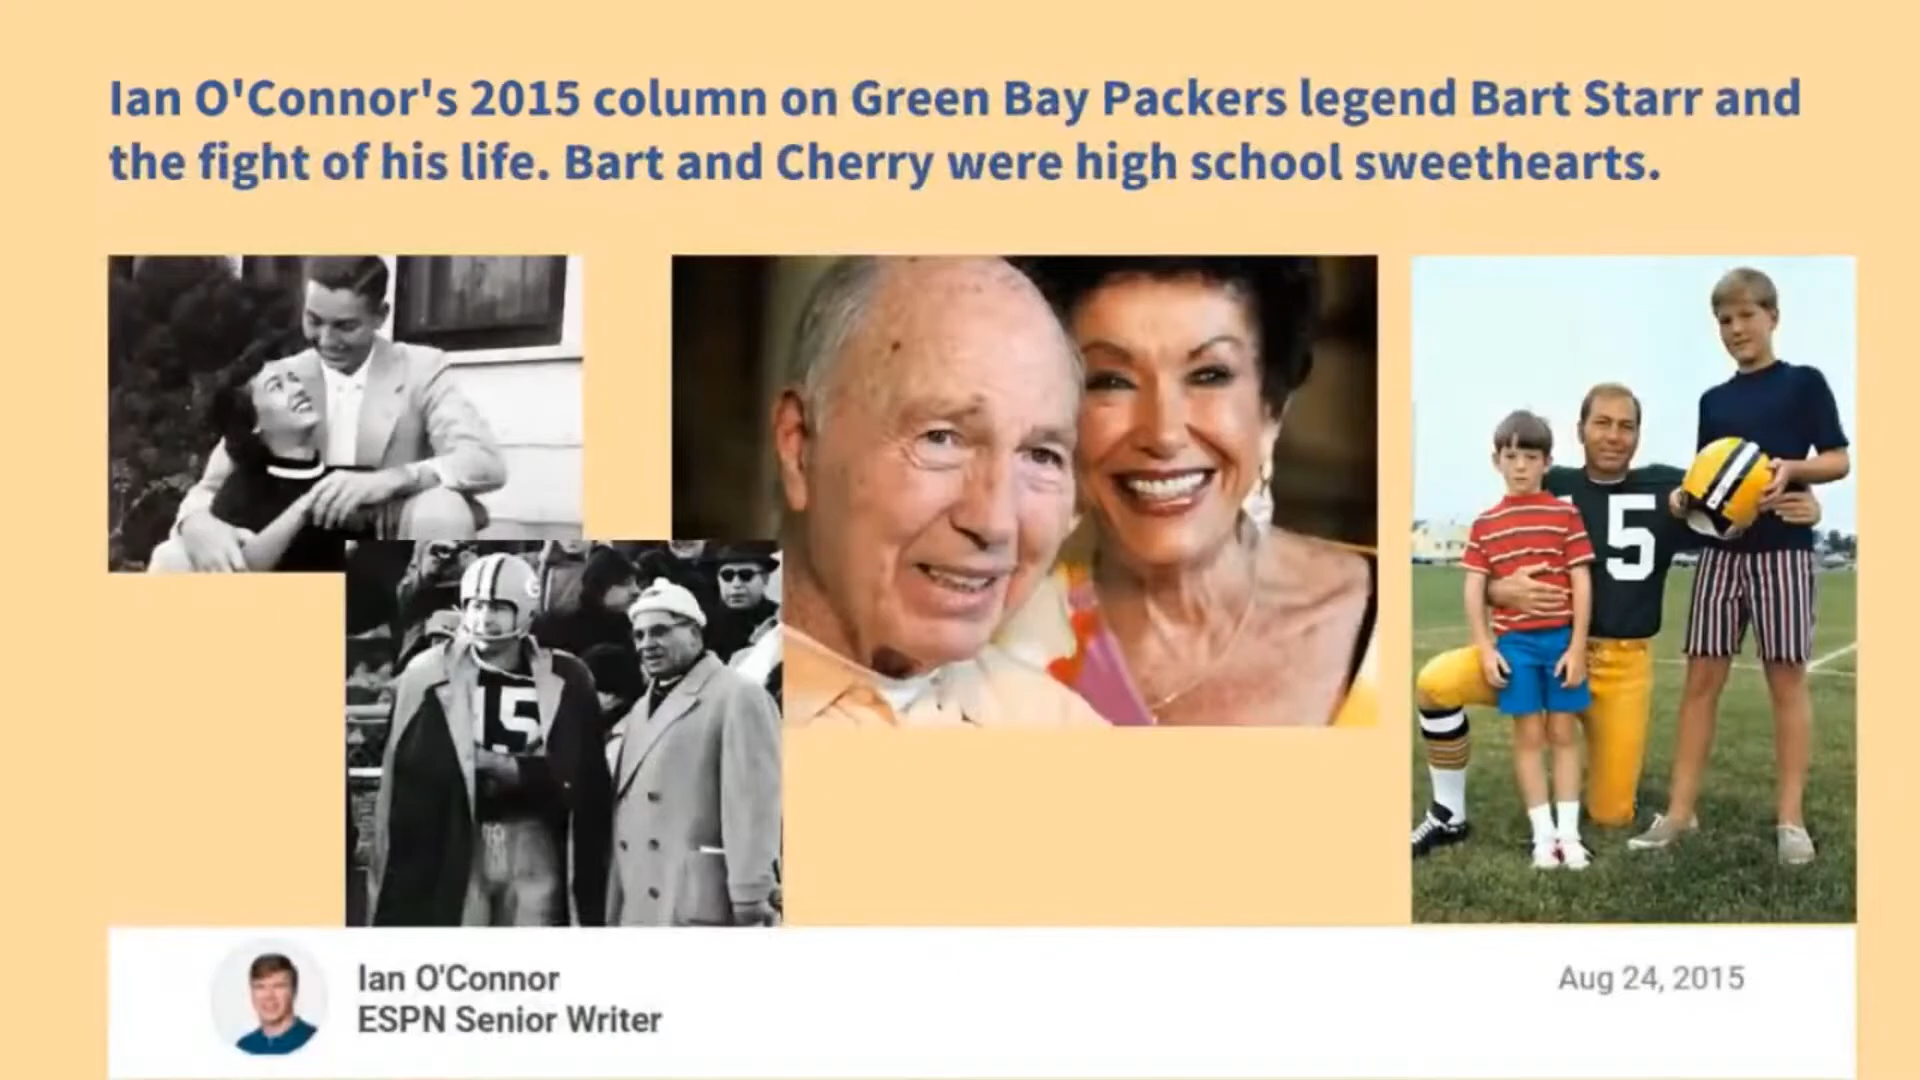 Ian O'Connor's 2015 column on Green Bay Packers legend Bart Starr and
the fight of his life. Bart and Cherry were high school sweethearts.
15
5
Ian O'Connor
ESPN Senior Writer
Aug 24, 2015